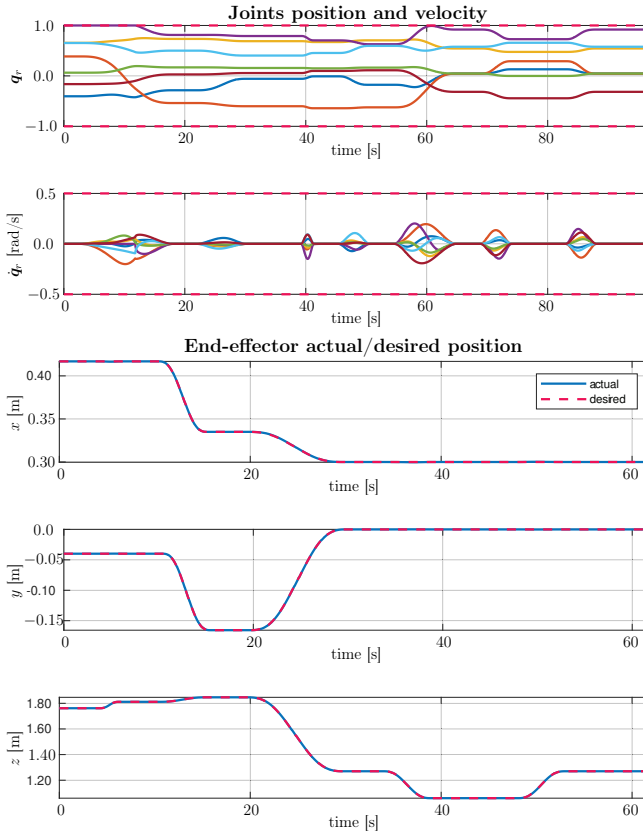 Joints position and velocity
1.0
0.0
−1.0
q_r
0 20 40 60 80
time [s]
0.5
0.0
−0.5
q̇_r [rad/s]
0 20 40 60 80
time [s]
End-effector actual/desired position
0.40
0.35
0.30
x [m]
actual
desired
0 20 40 60
time [s]
0.0
−0.05
−0.10
−0.15
y [m]
0 20 40 60
time [s]
1.80
1.60
1.40
1.20
z [m]
0 20 40 60
time [s]